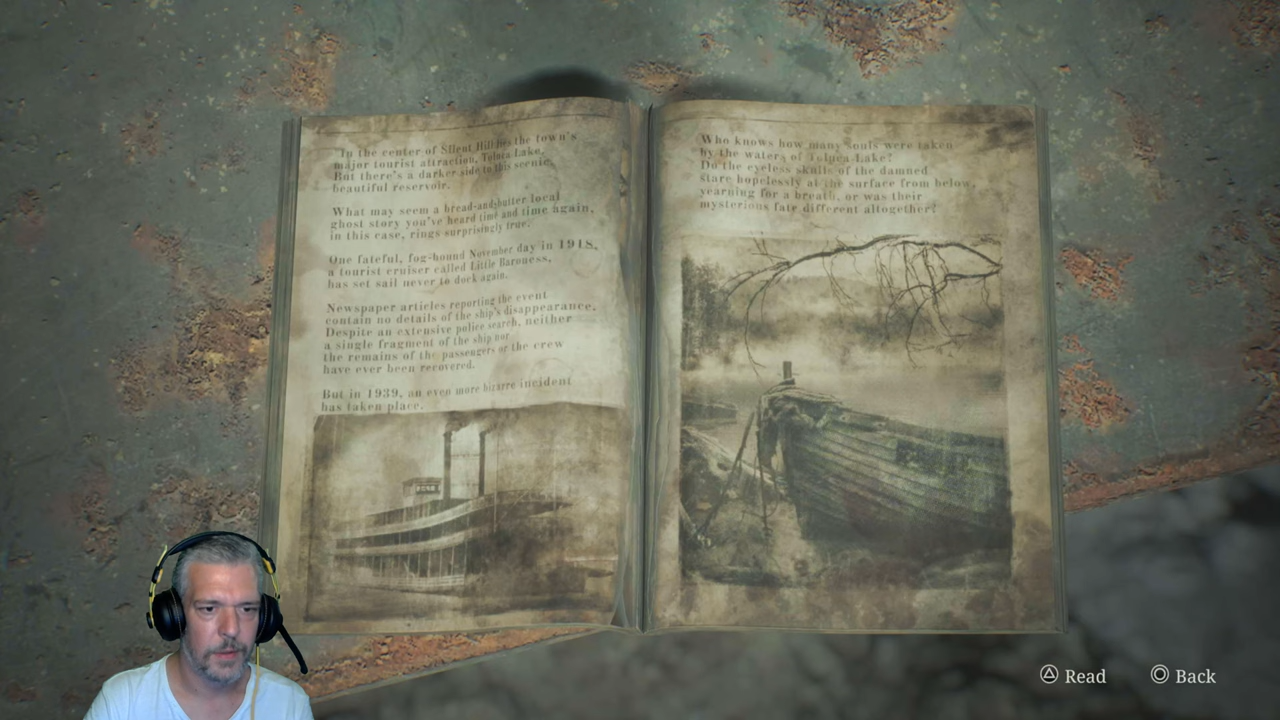 In the center of Silent Hill lies the town's
major tourist attraction, Toluca Lake.
But there's a darker side to this scenic,
beautiful reservoir.
What may seem a bread-and-butter local
ghost story you've heard time and time again,
in this case, rings surprisingly true.
One fateful, fog-bound November day in 1918,
a tourist cruiser called Little Baroness,
has set sail never to dock again.
Newspaper articles reporting the event
contain no details of the ship's disappearance.
Despite an extensive police search, neither
a single fragment of the ship nor
the remains of the passengers or the crew
have ever been recovered.
But in 1939, an even more bizarre incident
has taken place.
Who knows how many souls were taken
by the waters of Toluca Lake?
Do the eyeless skulls of the damned
stare hopelessly at the surface from below,
yearning for a breath, or was their
mysterious fate different altogether?
Read
Back